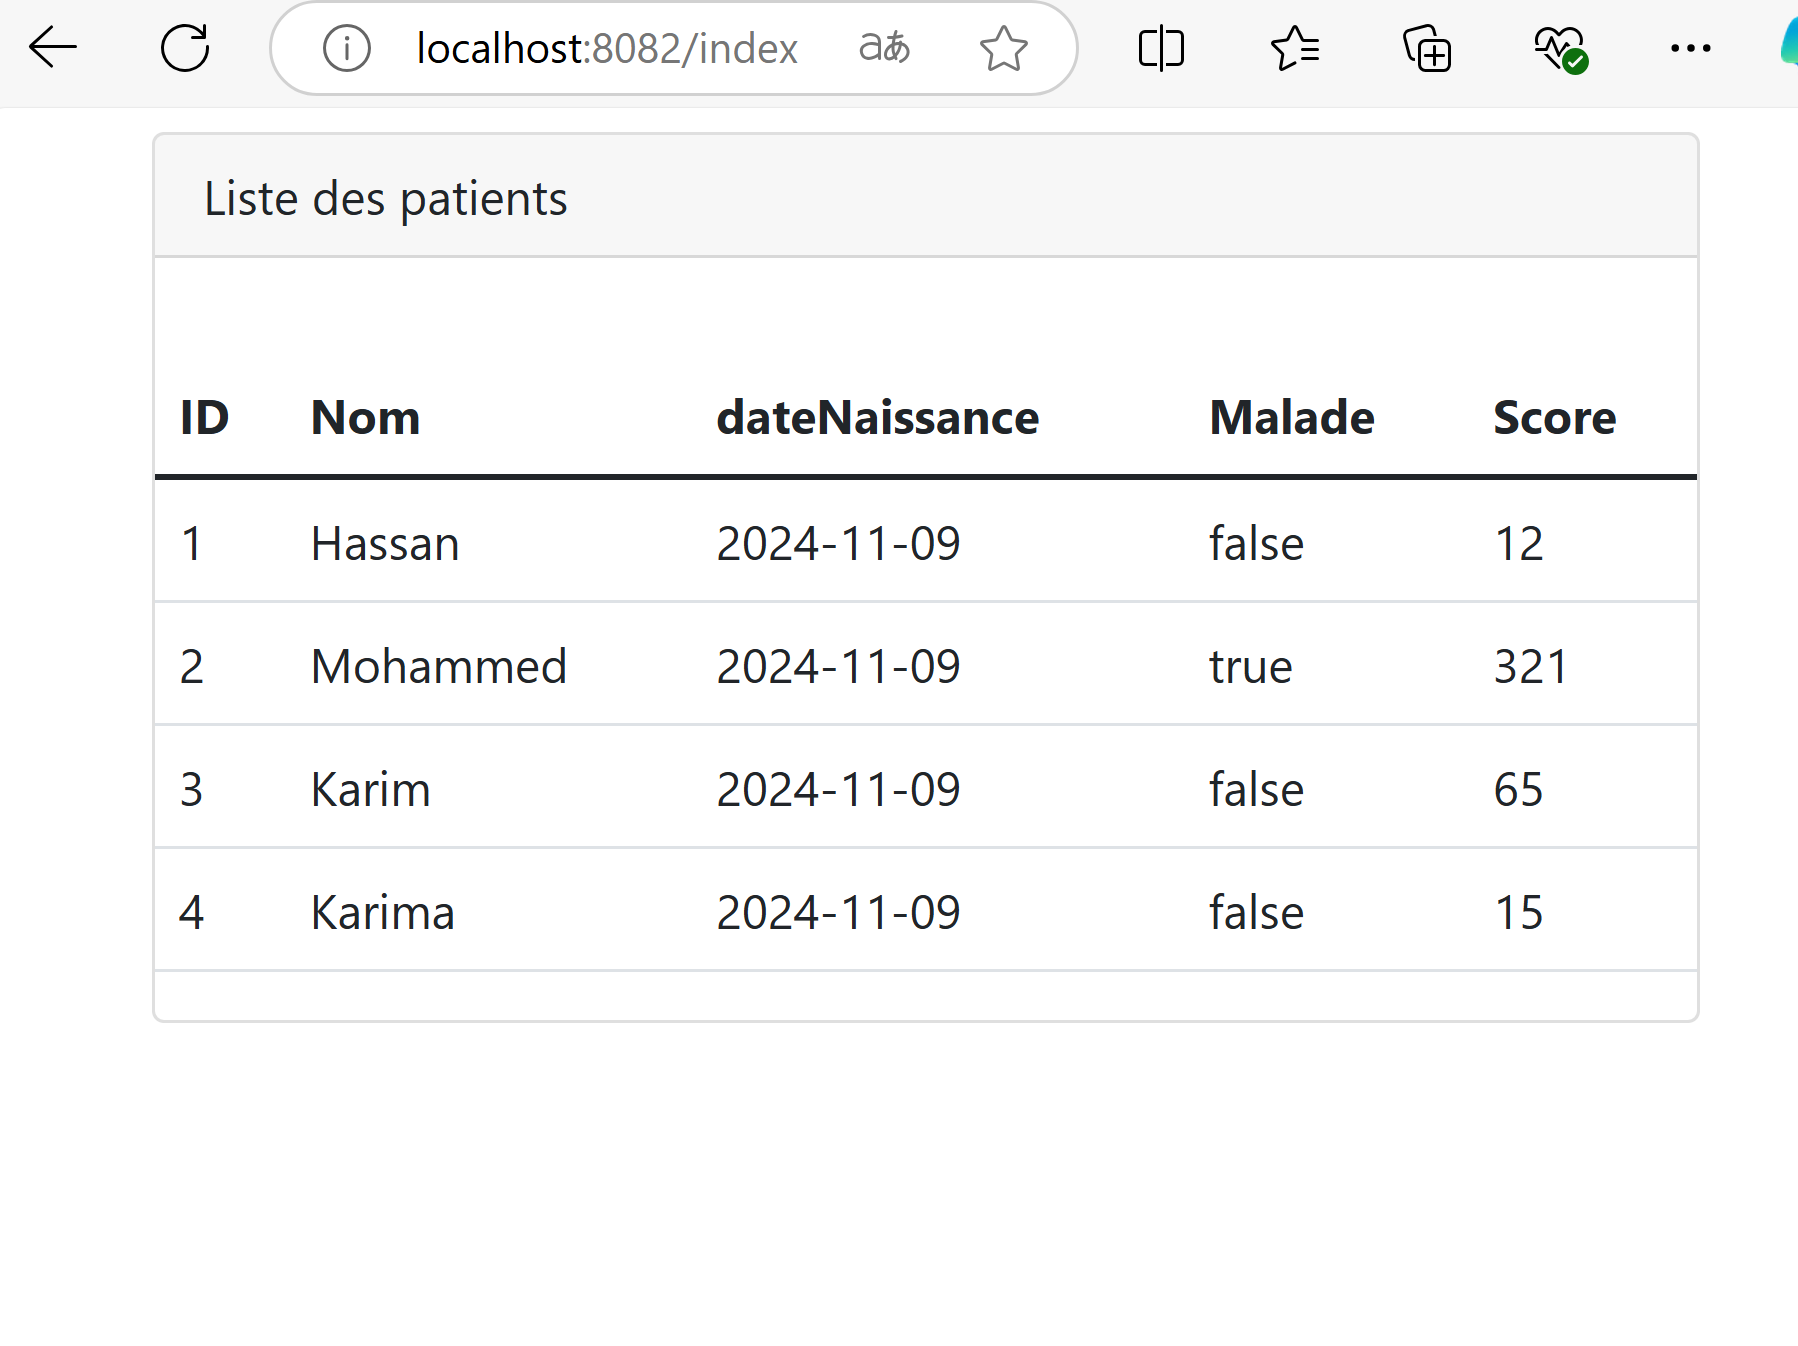 localhost:8082/index aあ
Liste des patients
ID Nom dateNaissance Malade Score
1 Hassan 2024-11-09 false 12
2 Mohammed 2024-11-09 true 321
3 Karim 2024-11-09 false 65
4 Karima 2024-11-09 false 15